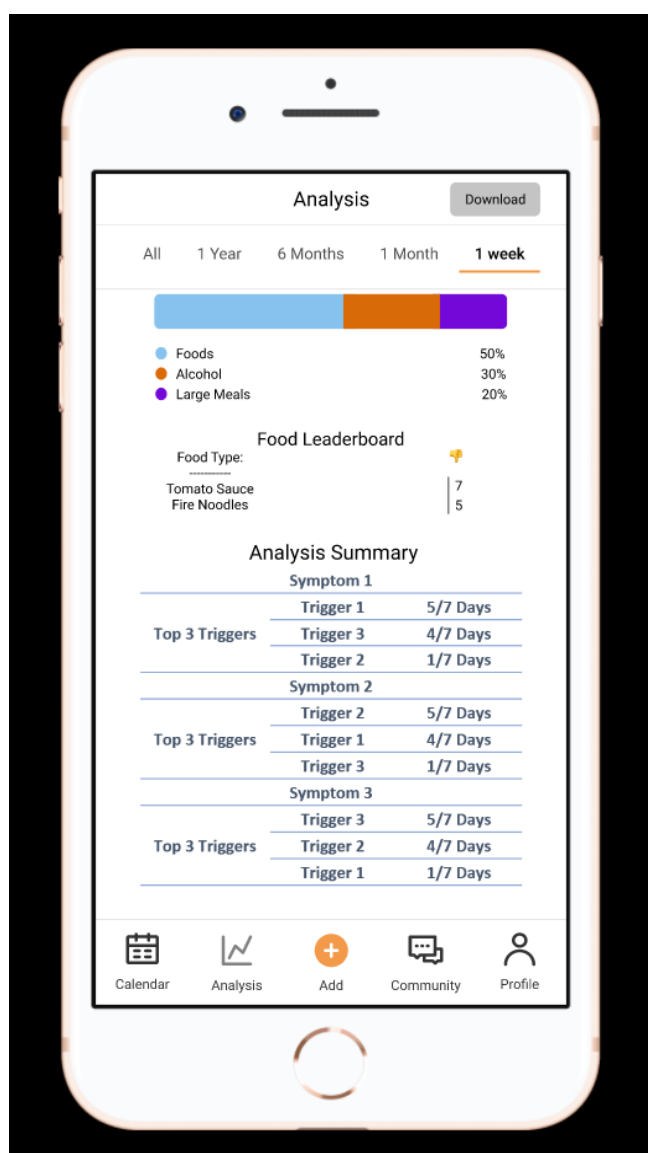 Analysis Download
All 1 Year 6 Months 1 Month 1 week
Foods 50%
Alcohol 30%
Large Meals 20%
Food Leaderboard
Food Type: 👎
-----------
Tomato Sauce 7
Fire Noodles 5
Analysis Summary
Symptom 1
Trigger 1 5/7 Days
Top 3 Triggers Trigger 3 4/7 Days
Trigger 2 1/7 Days
Symptom 2
Trigger 2 5/7 Days
Top 3 Triggers Trigger 1 4/7 Days
Trigger 3 1/7 Days
Symptom 3
Trigger 3 5/7 Days
Top 3 Triggers Trigger 2 4/7 Days
Trigger 1 1/7 Days
Calendar Analysis Add Community Profile